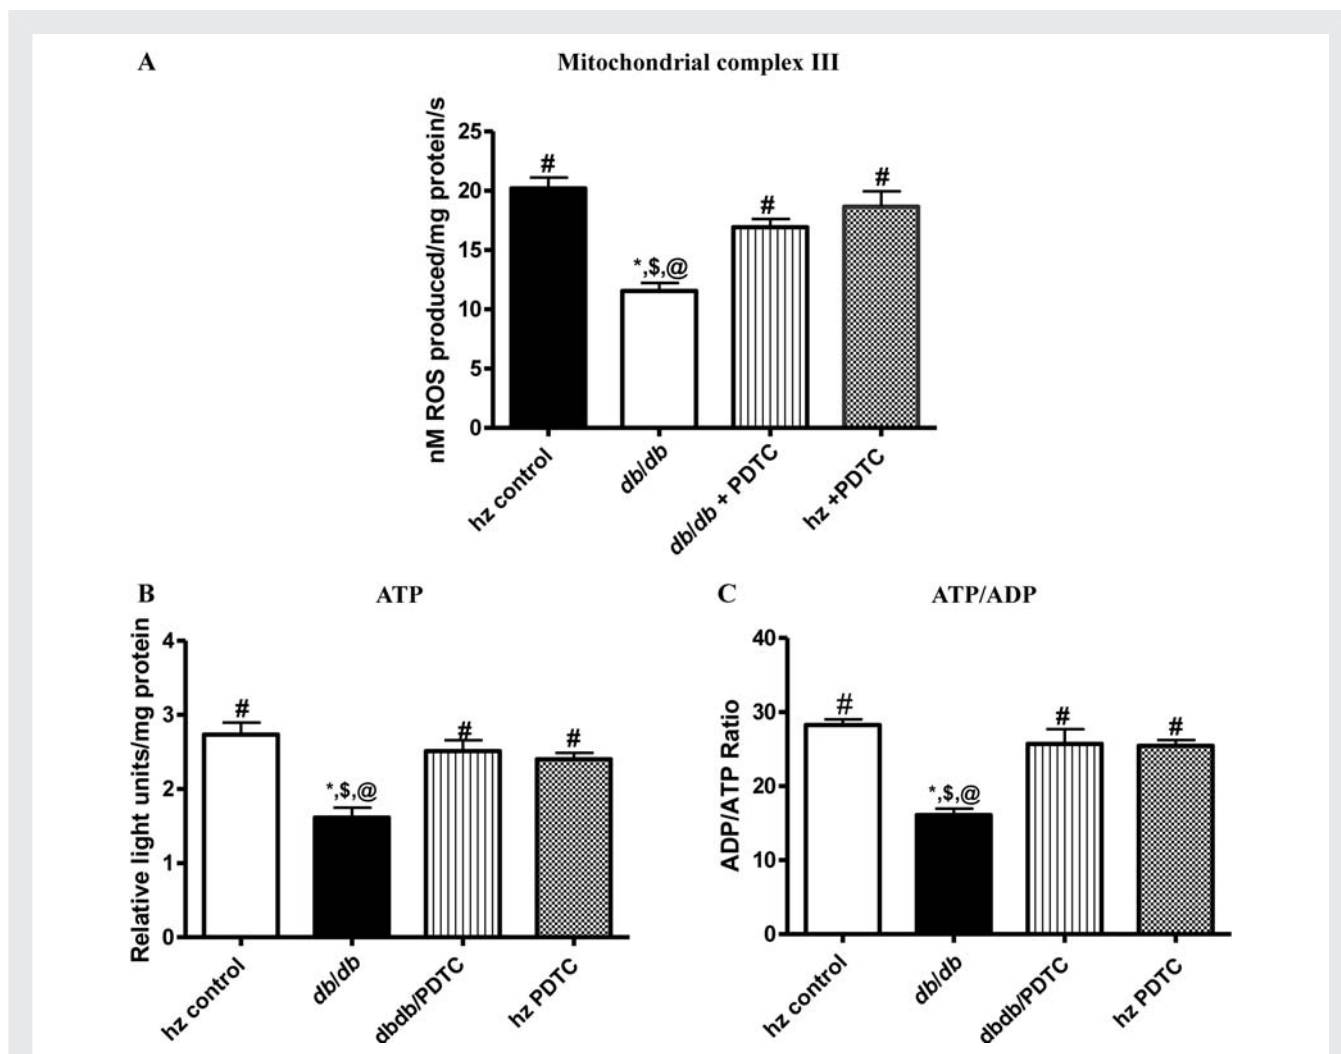 A
Mitochondrial complex III
nM ROS produced/mg protein/s
25
20
15
10
5
0
#
*,$,@
#
#
hz control
db/db
db/db + PDTC
hz +PDTC
B
ATP
Relative light units/mg protein
4
3
2
1
0
#
*,$,@
#
#
hz control
db/db
dbdb/PDTC
hz PDTC
C
ATP/ADP
ADP/ATP Ratio
40
30
20
10
0
#
*,$,@
#
#
hz control
db/db
dbdb/PDTC
hz PDTC